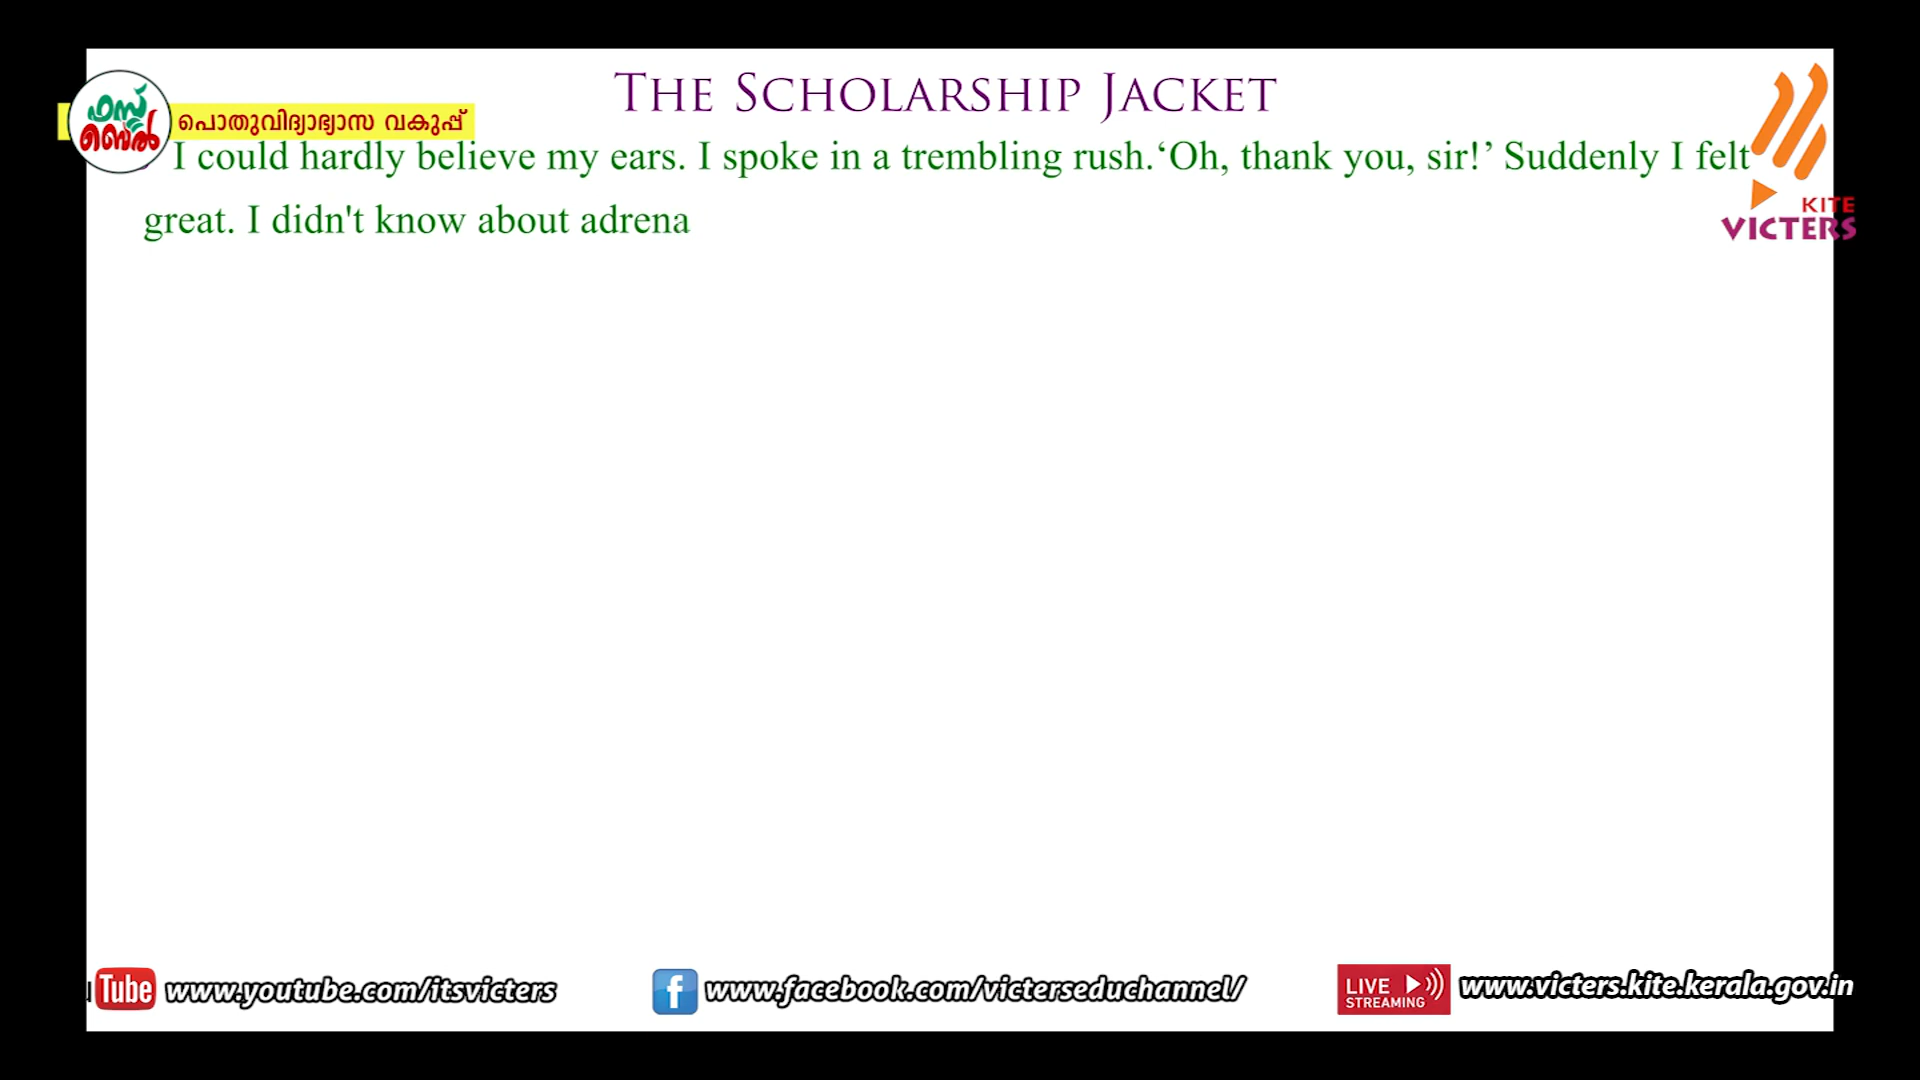 THE SCHOLARSHIP JACKET
ഫസ്റ്റ്
ബെൽ
പൊതുവിദ്യാഭ്യാസ വകുപ്പ്
I could hardly believe my ears. I spoke in a trembling rush.‘Oh, thank you, sir!’ Suddenly I felt
great. I didn't know about adrena
KITE
VICTERS
Tube www.youtube.com/itsvicters
f www.facebook.com/victerseduchannel/
LIVE
STREAMING
www.victers.kite.kerala.gov.in